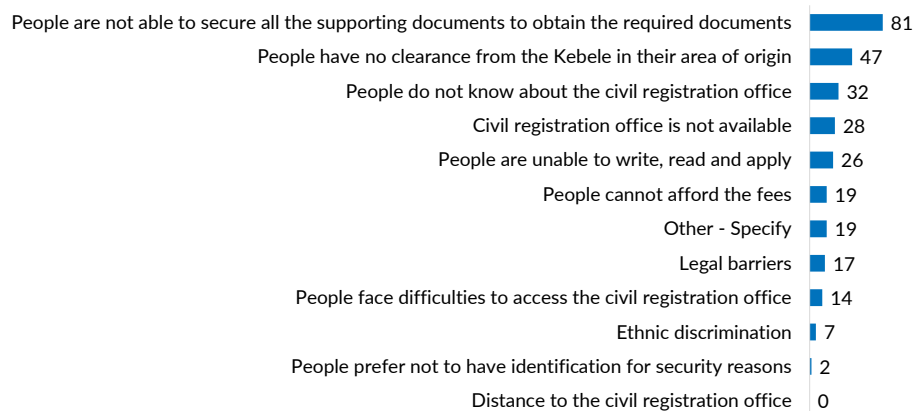 People are not able to secure all the supporting documents to obtain the required documents 81
People have no clearance from the Kebele in their area of origin 47
People do not know about the civil registration office 32
Civil registration office is not available 28
People are unable to write, read and apply 26
People cannot afford the fees 19
Other - Specify 19
Legal barriers 17
People face difficulties to access the civil registration office 14
Ethnic discrimination 7
People prefer not to have identification for security reasons 2
Distance to the civil registration office 0